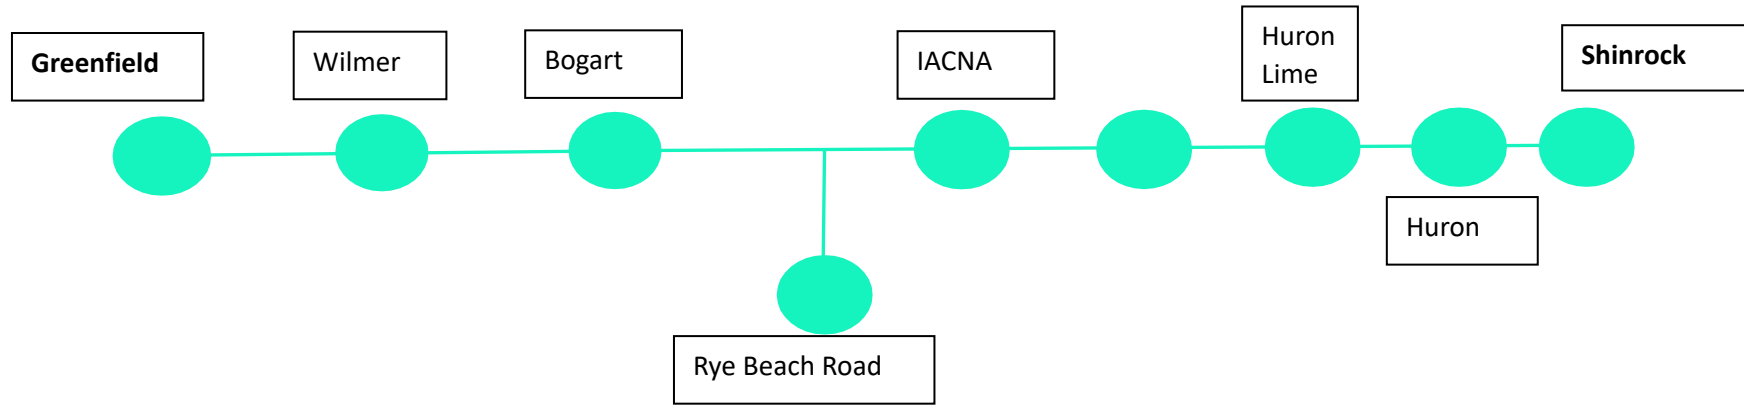 Greenfield
Wilmer
Bogart
IACNA
Huron
Lime
Shinrock
Huron
Rye Beach Road